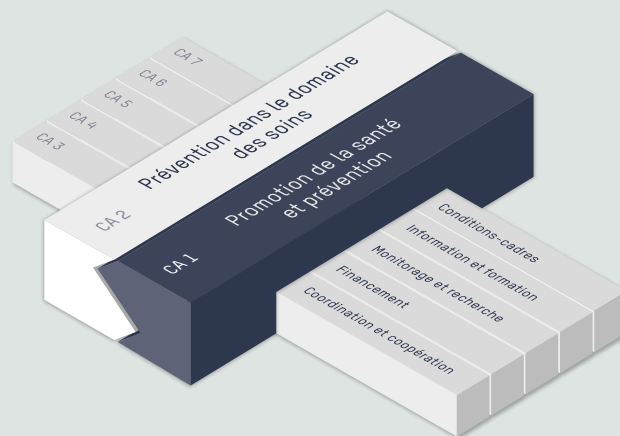 CA 7
CA 6
CA 5
CA 4
CA 3
CA 2
Prévention dans le domaine
des soins
CA 1
Promotion de la santé
et prévention
Conditions-cadres
Information et formation
Monitorage et recherche
Financement
Coordination et coopération